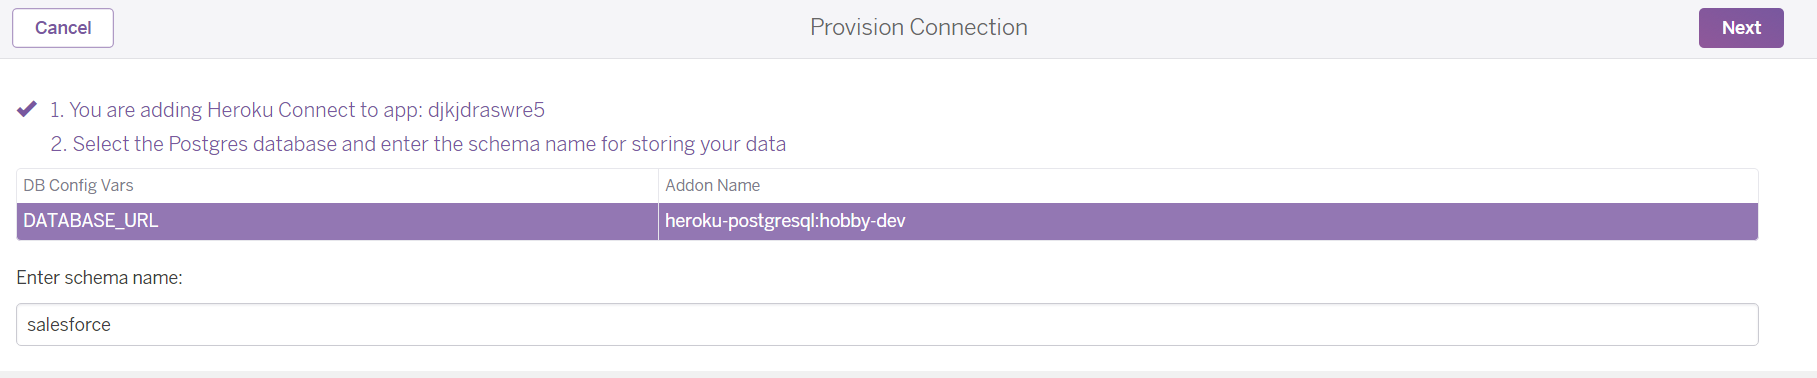 Cancel
Provision Connection
Next
1. You are adding Heroku Connect to app: djkjdraswre5
2. Select the Postgres database and enter the schema name for storing your data
DB Config Vars
Addon Name
DATABASE_URL
heroku-postgresql:hobby-dev
Enter schema name:
salesforce